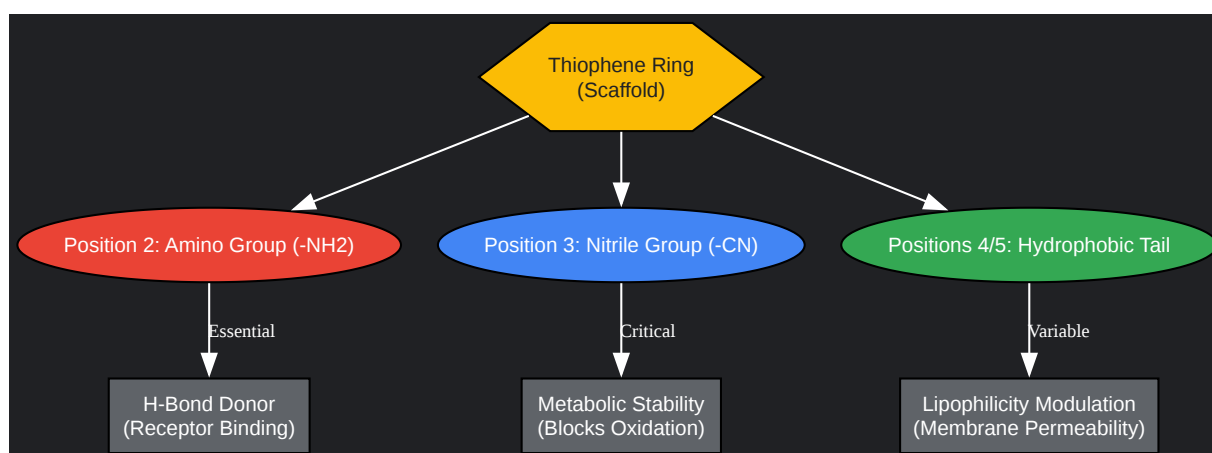 Thiophene Ring
(Scaffold)
Position 2: Amino Group (-NH2)
Position 3: Nitrile Group (-CN)
Positions 4/5: Hydrophobic Tail
Essential
Critical
Variable
H-Bond Donor
(Receptor Binding)
Metabolic Stability
(Blocks Oxidation)
Lipophilicity Modulation
(Membrane Permeability)